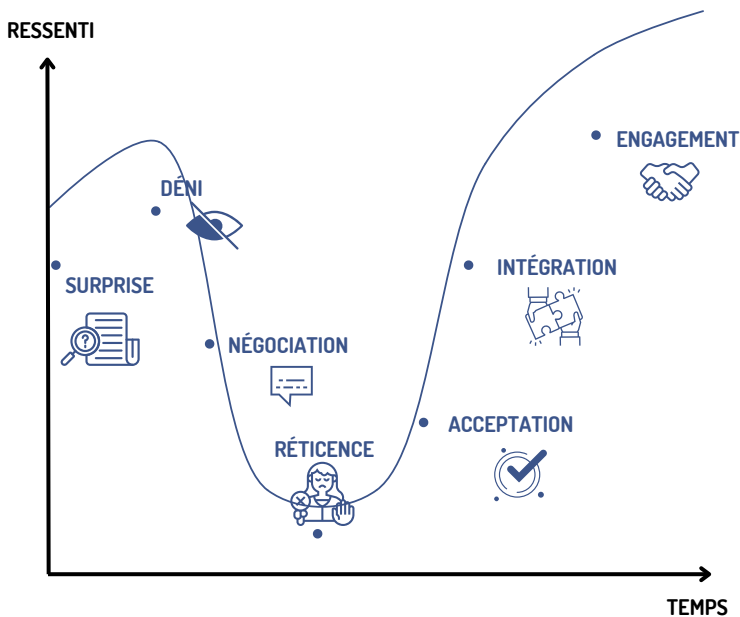 RESSENTI
DÉNI
ENGAGEMENT
SURPRISE
INTÉGRATION
?
NÉGOCIATION
RÉTICENCE
ACCEPTATION
TEMPS